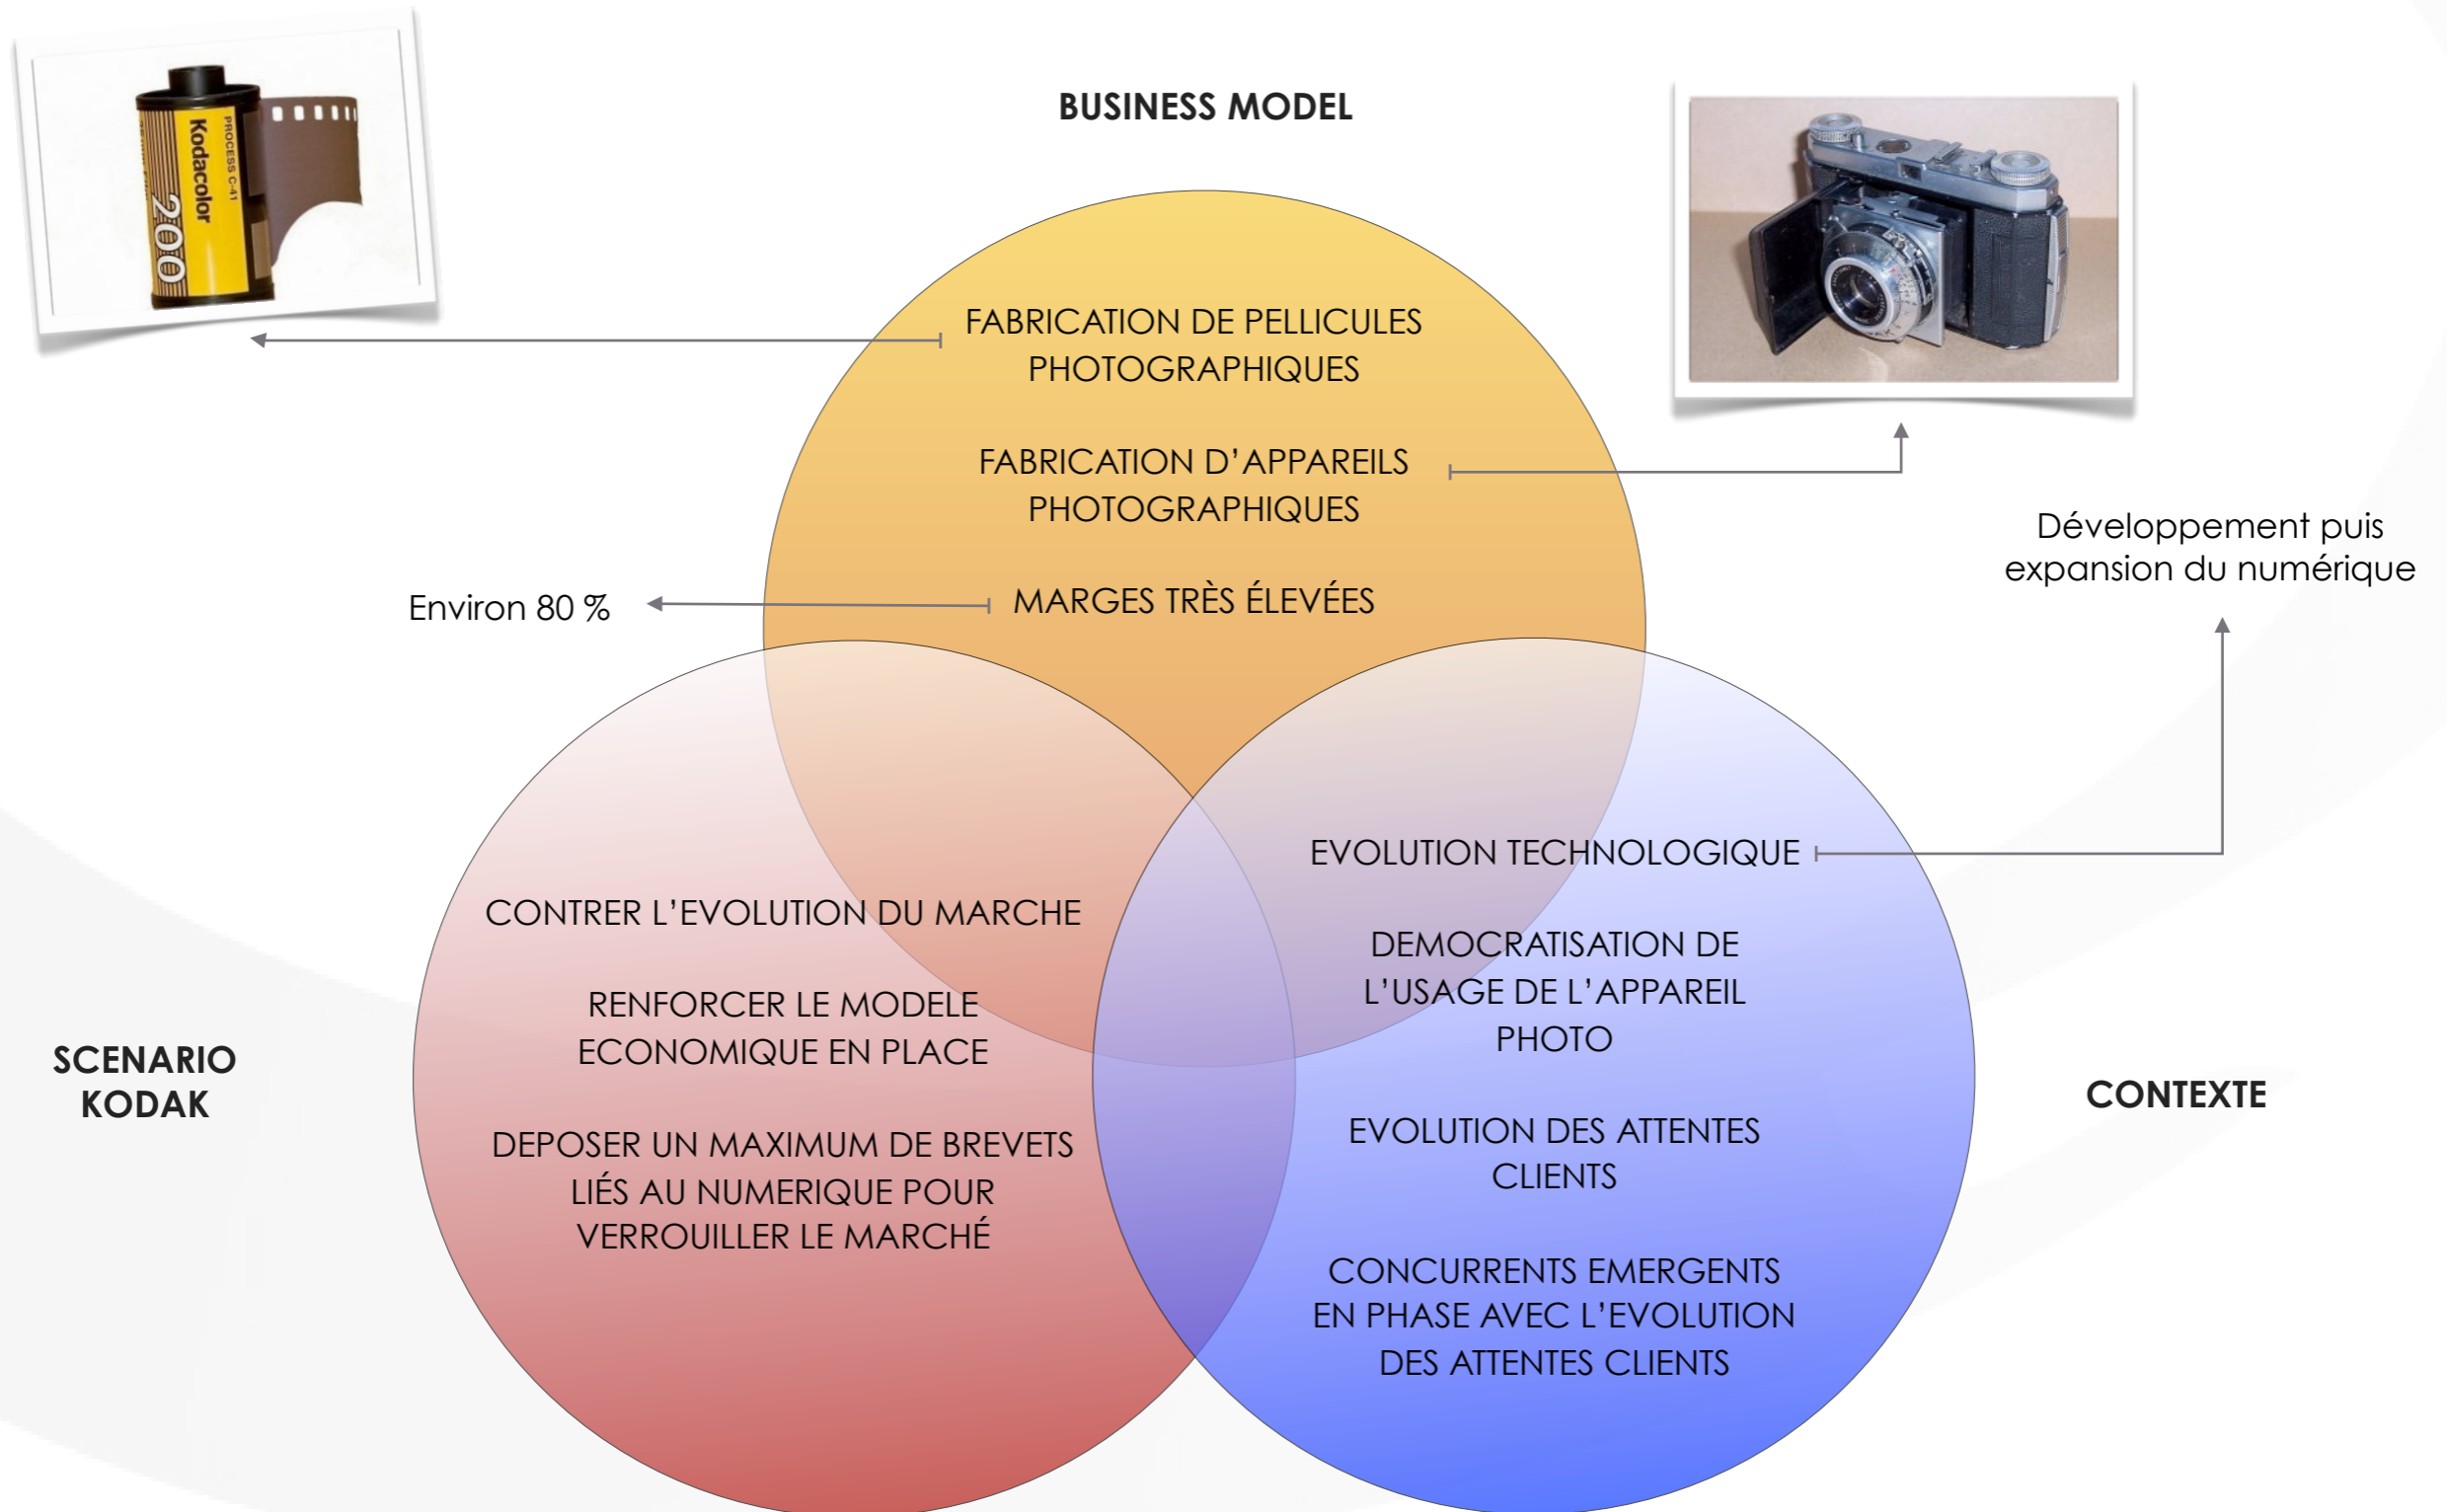 BUSINESS MODEL
PROCESS C-41
Kodacolor
200
FABRICATION DE PELLICULES
PHOTOGRAPHIQUES
FABRICATION D’APPAREILS
PHOTOGRAPHIQUES
MARGES TRÈS ÉLEVÉES
Environ 80 %
Développement puis
expansion du numérique
SCENARIO
KODAK
CONTRER L’EVOLUTION DU MARCHE
RENFORCER LE MODELE
ECONOMIQUE EN PLACE
DEPOSER UN MAXIMUM DE BREVETS
LIÉS AU NUMERIQUE POUR
VERROUILLER LE MARCHÉ
EVOLUTION TECHNOLOGIQUE
DEMOCRATISATION DE
L’USAGE DE L’APPAREIL
PHOTO
EVOLUTION DES ATTENTES
CLIENTS
CONCURRENTS EMERGENTS
EN PHASE AVEC L’EVOLUTION
DES ATTENTES CLIENTS
CONTEXTE